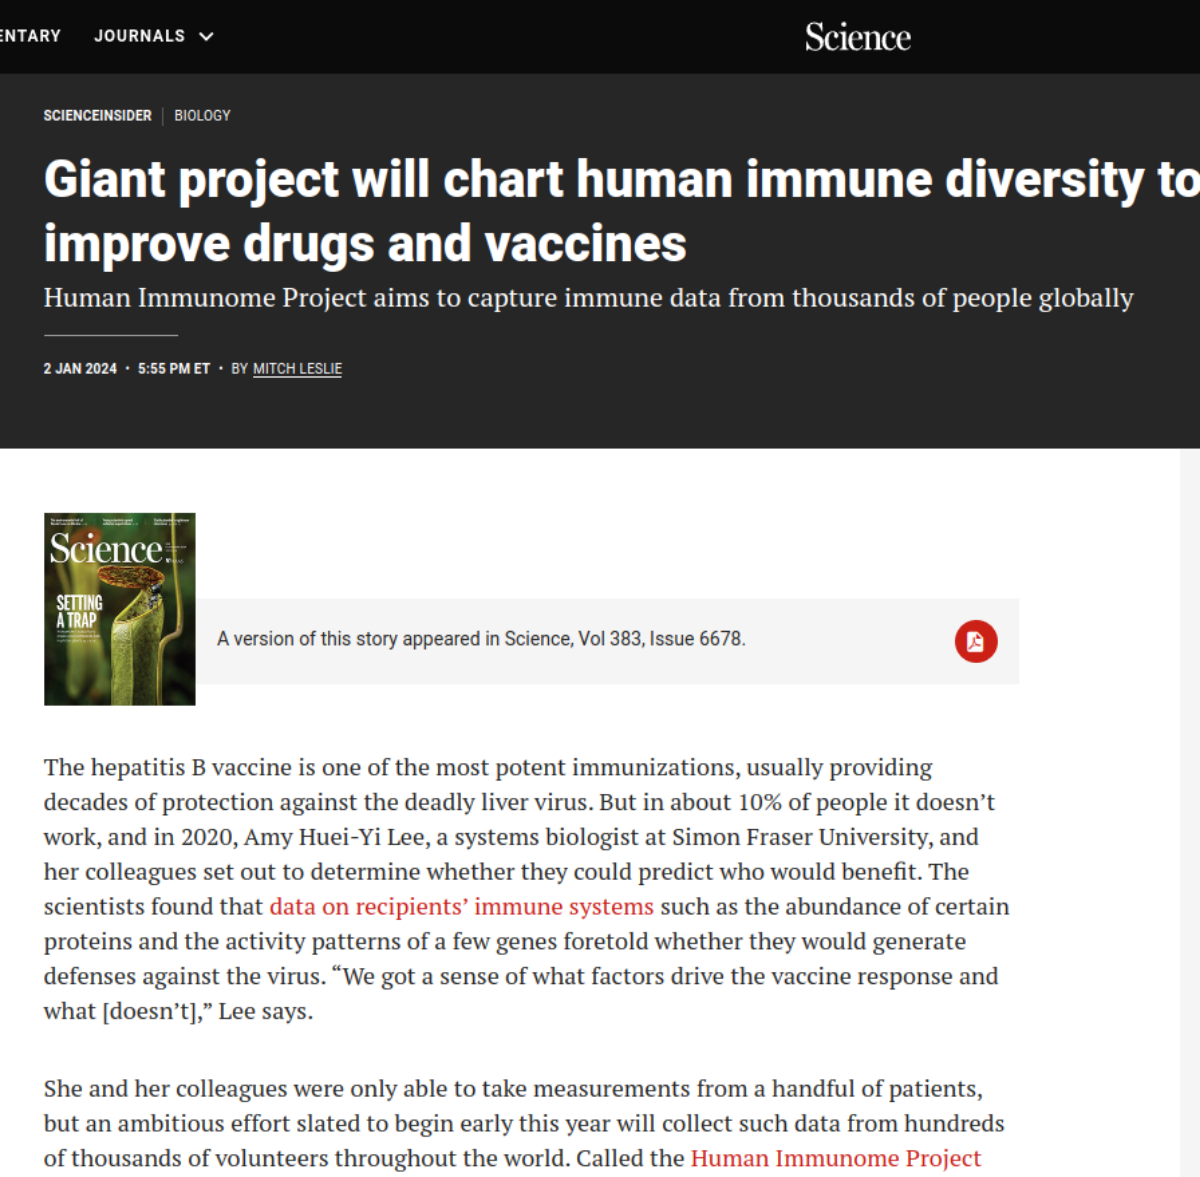 ENTARY JOURNALS Science
SCIENCEINSIDER BIOLOGY
Giant project will chart human immune diversity to
improve drugs and vaccines
Human Immunome Project aims to capture immune data from thousands of people globally
2 JAN 2024 • 5:55 PM ET • BY MITCH LESLIE
Science
SETTING
A TRAP
A version of this story appeared in Science, Vol 383, Issue 6678.
The hepatitis B vaccine is one of the most potent immunizations, usually providing
decades of protection against the deadly liver virus. But in about 10% of people it doesn’t
work, and in 2020, Amy Huei-Yi Lee, a systems biologist at Simon Fraser University, and
her colleagues set out to determine whether they could predict who would benefit. The
scientists found that data on recipients’ immune systems such as the abundance of certain
proteins and the activity patterns of a few genes foretold whether they would generate
defenses against the virus. “We got a sense of what factors drive the vaccine response and
what [doesn’t],” Lee says.
She and her colleagues were only able to take measurements from a handful of patients,
but an ambitious effort slated to begin early this year will collect such data from hundreds
of thousands of volunteers throughout the world. Called the Human Immunome Project